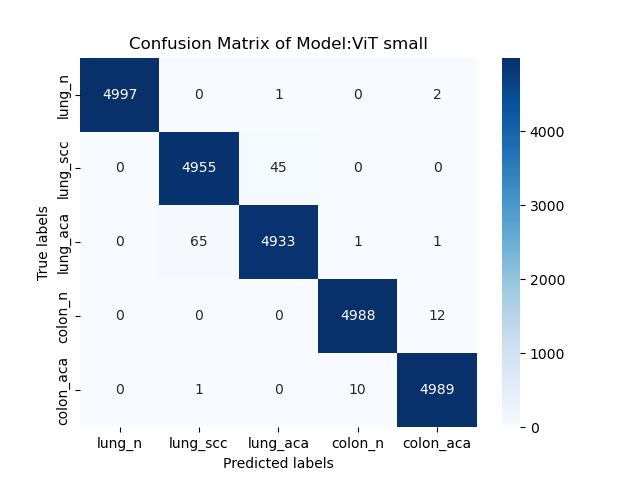 Confusion Matrix of Model:ViT small
True labels
lung_n 4997 0 1 0 2
lung_scc 0 4955 45 0 0
lung_aca 0 65 4933 1 1
colon_n 0 0 0 4988 12
colon_aca 0 1 0 10 4989
lung_n lung_scc lung_aca colon_n colon_aca
Predicted labels
4000
3000
2000
1000
0